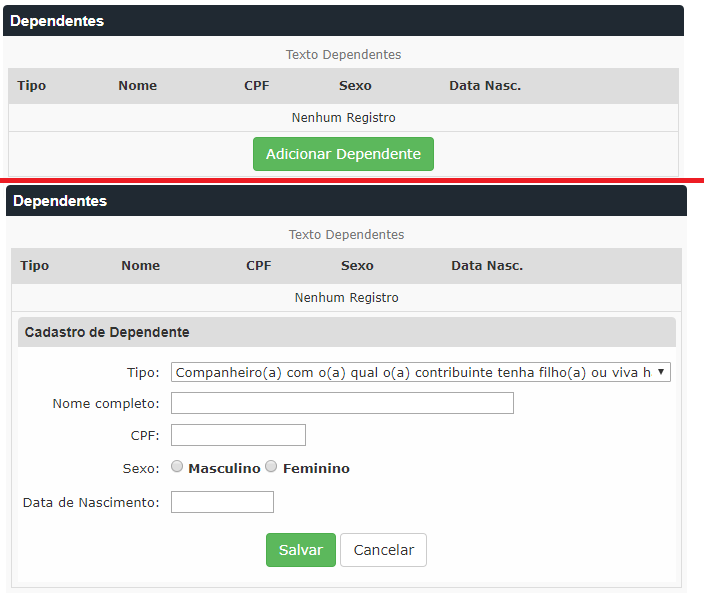 Dependentes
Texto Dependentes
Tipo Nome CPF Sexo Data Nasc.
Nenhum Registro
Adicionar Dependente
Dependentes
Texto Dependentes
Tipo Nome CPF Sexo Data Nasc.
Nenhum Registro
Cadastro de Dependente
Tipo: Companheiro(a) com o(a) qual o(a) contribuinte tenha filho(a) ou viva h
Nome completo:
CPF:
Sexo: Masculino Feminino
Data de Nascimento:
Salvar Cancelar